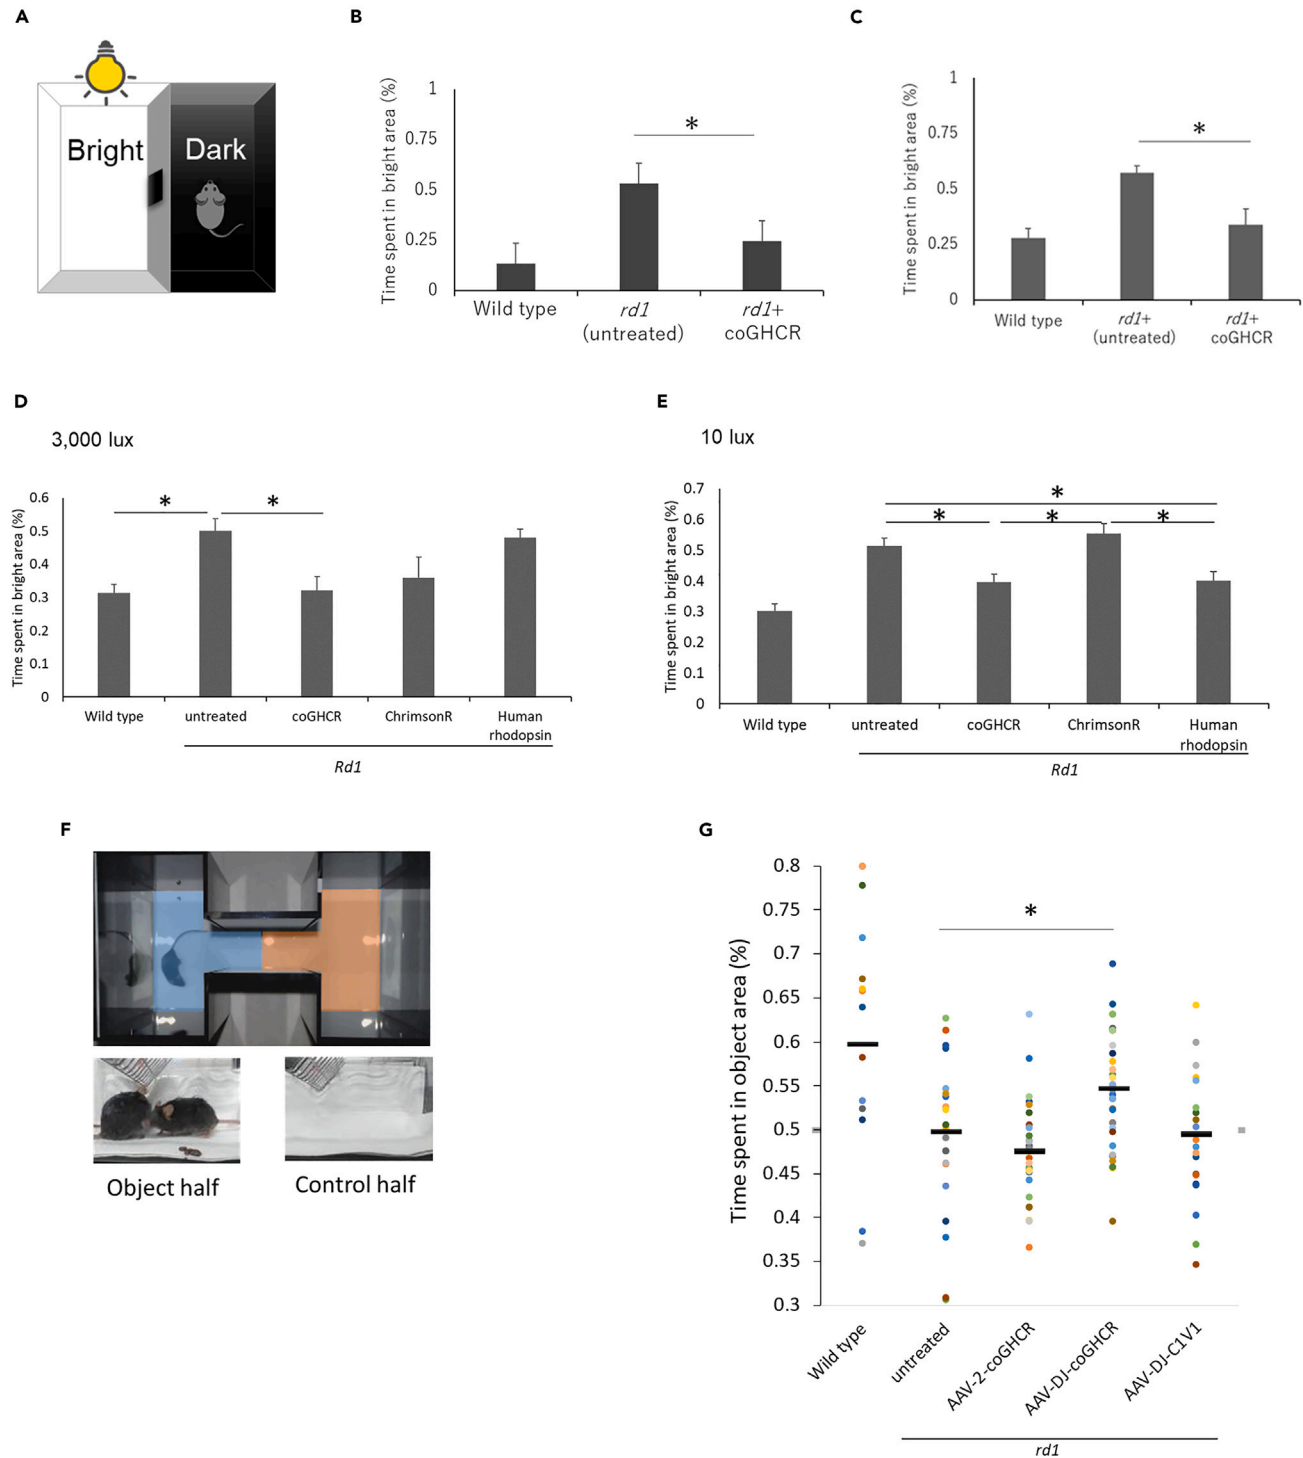 A
Bright
Dark
B
Time spent in bright area (%)
1
0.75
0.5
0.25
0
*
Wild type
rd1
(untreated)
rd1+
coGHCR
C
Time spent in bright area (%)
1
0.75
0.5
0.25
0
*
Wild type
rd1+
(untreated)
rd1+
coGHCR
D
3,000 lux
Time spent in bright area (%)
0.6
0.5
0.4
0.3
0.2
0.1
0
*
*
Wild type
untreated
coGHCR
ChrimsonR
Human
rhodopsin
Rd1
E
10 lux
Time spent in bright area (%)
0.7
0.6
0.5
0.4
0.3
0.2
0.1
0
*
*
*
*
Wild type
untreated
coGHCR
ChrimsonR
Human
rhodopsin
Rd1
F
Object half
Control half
G
Time spent in object area (%)
0.8
0.75
0.7
0.65
0.6
0.55
0.5
0.45
0.4
0.35
0.3
*
Wild type
untreated
AAV-2-coGHCR
AAV-DJ-coGHCR
AAV-DJ-C1V1
rd1